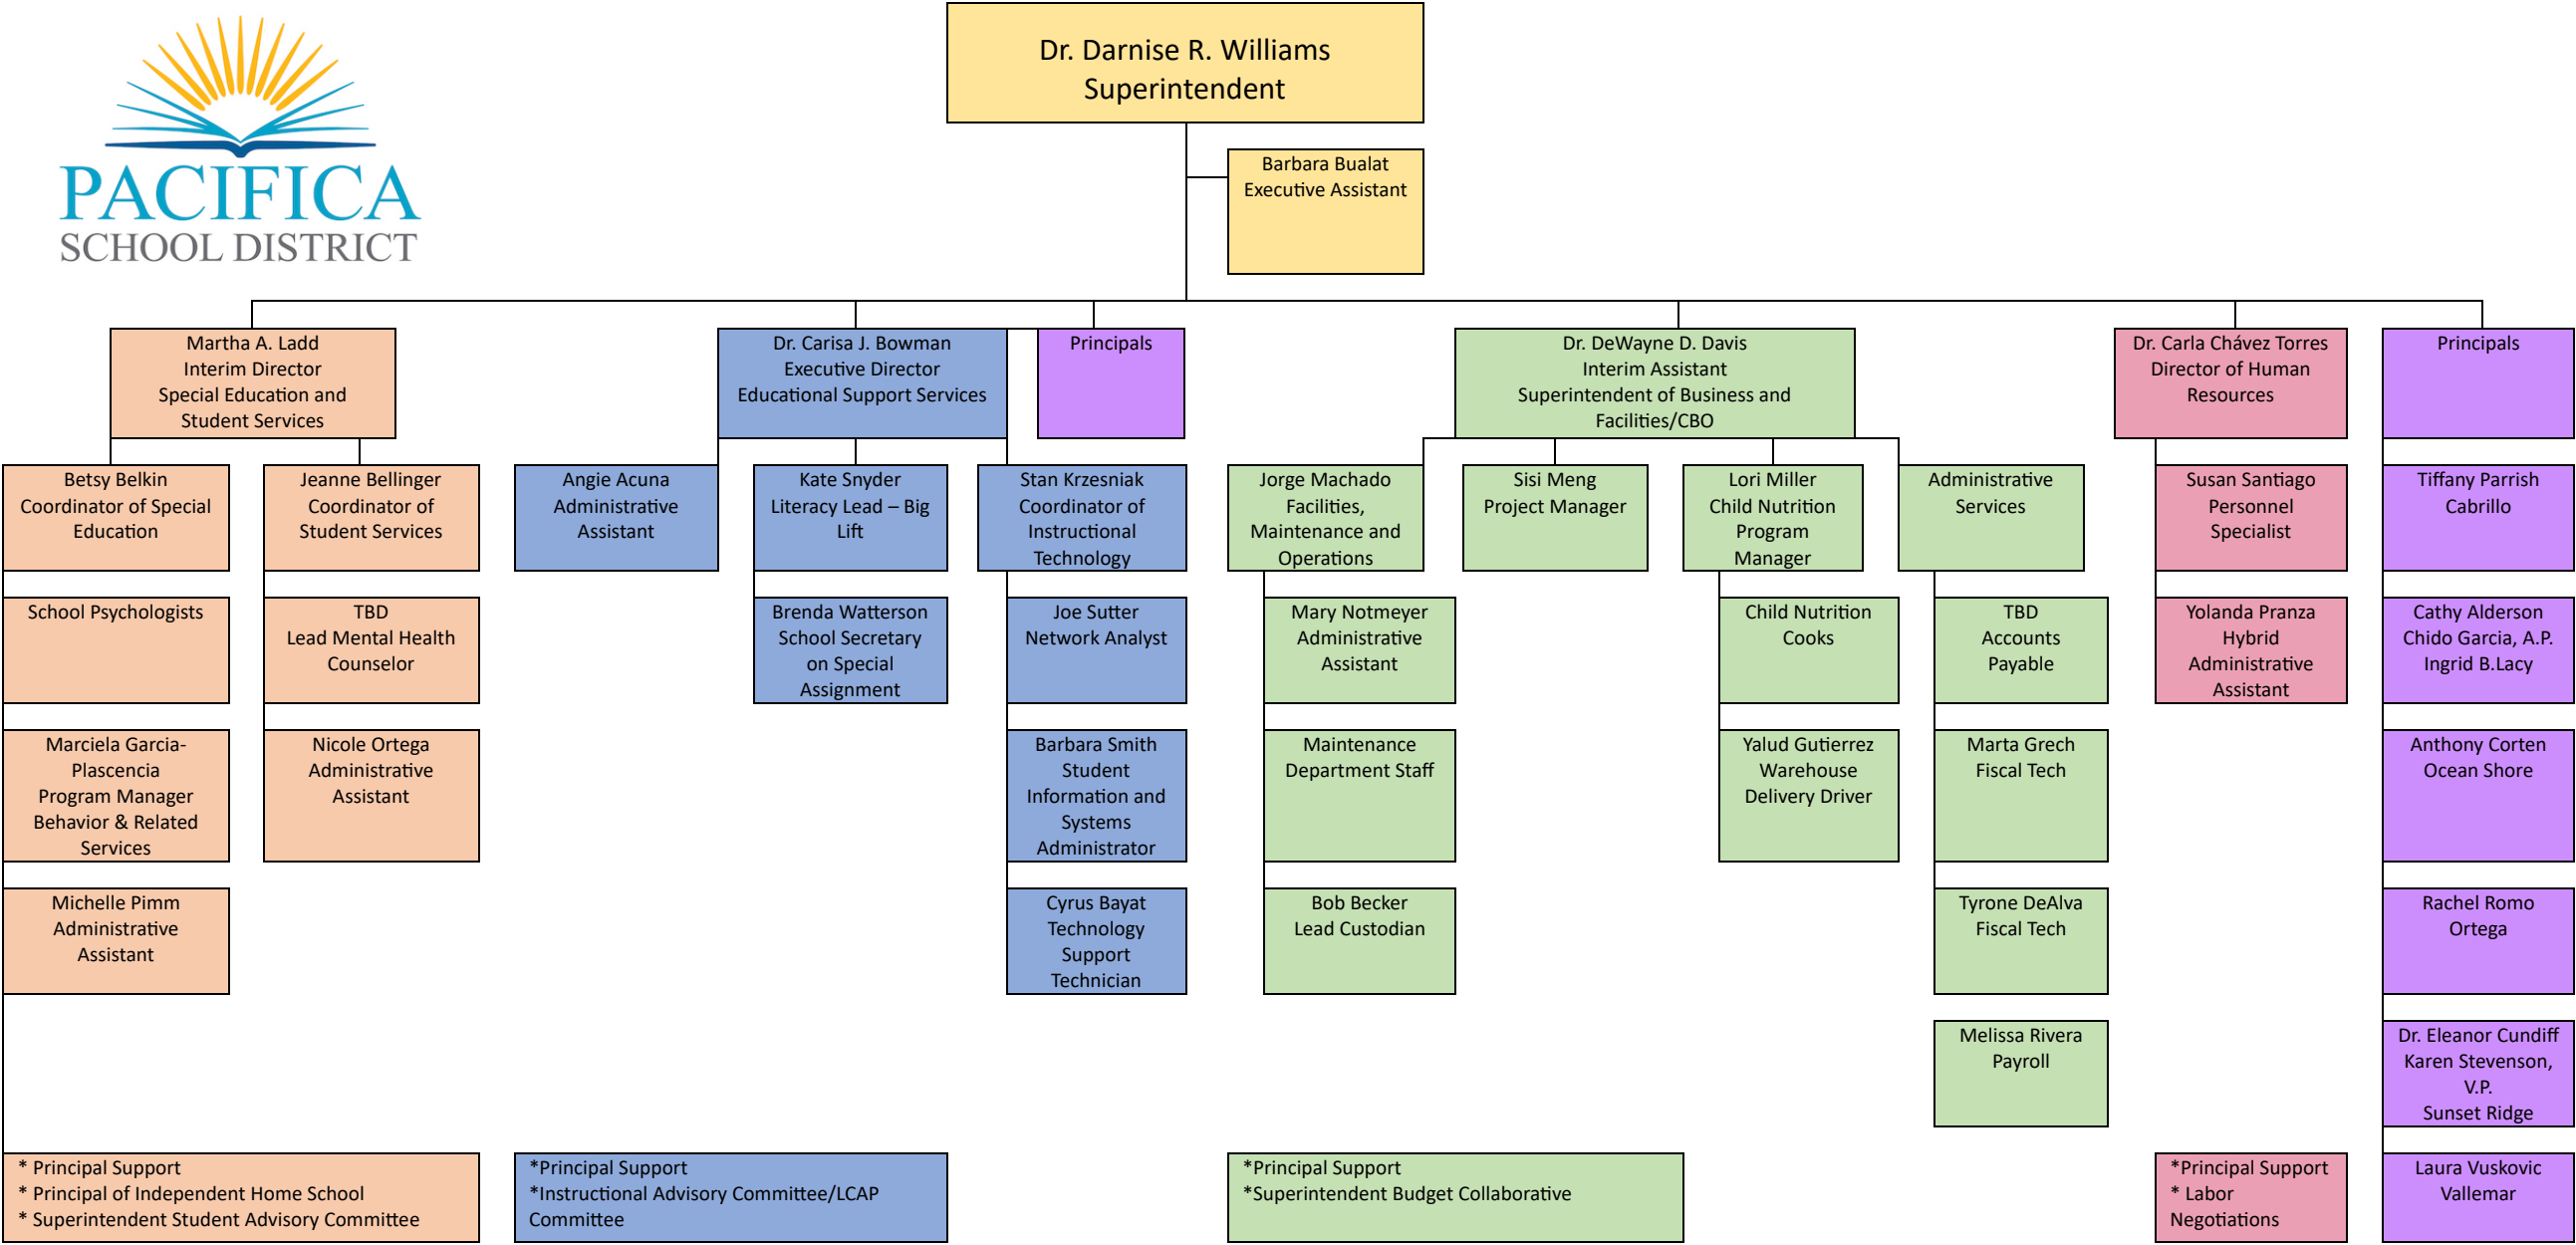 Dr. Darnise R. Williams
Superintendent
PACIFICA
SCHOOL DISTRICT
Barbara Bualat
Executive Assistant
Martha A. Ladd
Interim Director
Special Education and
Student Services
Dr. Carisa J. Bowman
Executive Director
Educational Support Services
Principals
Dr. DeWayne D. Davis
Interim Assistant
Superintendent of Business and
Facilities/CBO
Dr. Carla Chávez Torres
Director of Human
Resources
Principals
Betsy Belkin
Coordinator of Special
Education
Jeanne Bellinger
Coordinator of
Student Services
Angie Acuna
Administrative
Assistant
Kate Snyder
Literacy Lead – Big
Lift
Stan Krzesniak
Coordinator of
Instructional
Technology
Jorge Machado
Facilities,
Maintenance and
Operations
Sisi Meng
Project Manager
Lori Miller
Child Nutrition
Program
Manager
Administrative
Services
Susan Santiago
Personnel
Specialist
Tiffany Parrish
Cabrillo
School Psychologists
TBD
Lead Mental Health
Counselor
Brenda Watterson
School Secretary
on Special
Assignment
Joe Sutter
Network Analyst
Mary Notmeyer
Administrative
Assistant
Child Nutrition
Cooks
TBD
Accounts
Payable
Yolanda Pranza
Hybrid
Administrative
Assistant
Cathy Alderson
Chido Garcia, A.P.
Ingrid B.Lacy
Marciela Garcia-
Plascencia
Program Manager
Behavior & Related
Services
Nicole Ortega
Administrative
Assistant
Barbara Smith
Student
Information and
Systems
Administrator
Maintenance
Department Staff
Yalud Gutierrez
Warehouse
Delivery Driver
Marta Grech
Fiscal Tech
Anthony Corten
Ocean Shore
Michelle Pimm
Administrative
Assistant
Cyrus Bayat
Technology
Support
Technician
Bob Becker
Lead Custodian
Tyrone DeAlva
Fiscal Tech
Rachel Romo
Ortega
Melissa Rivera
Payroll
Dr. Eleanor Cundiff
Karen Stevenson,
V.P.
Sunset Ridge
* Principal Support
* Principal of Independent Home School
* Superintendent Student Advisory Committee
*Principal Support
*Instructional Advisory Committee/LCAP
Committee
*Principal Support
*Superintendent Budget Collaborative
*Principal Support
* Labor
Negotiations
Laura Vuskovic
Vallemar